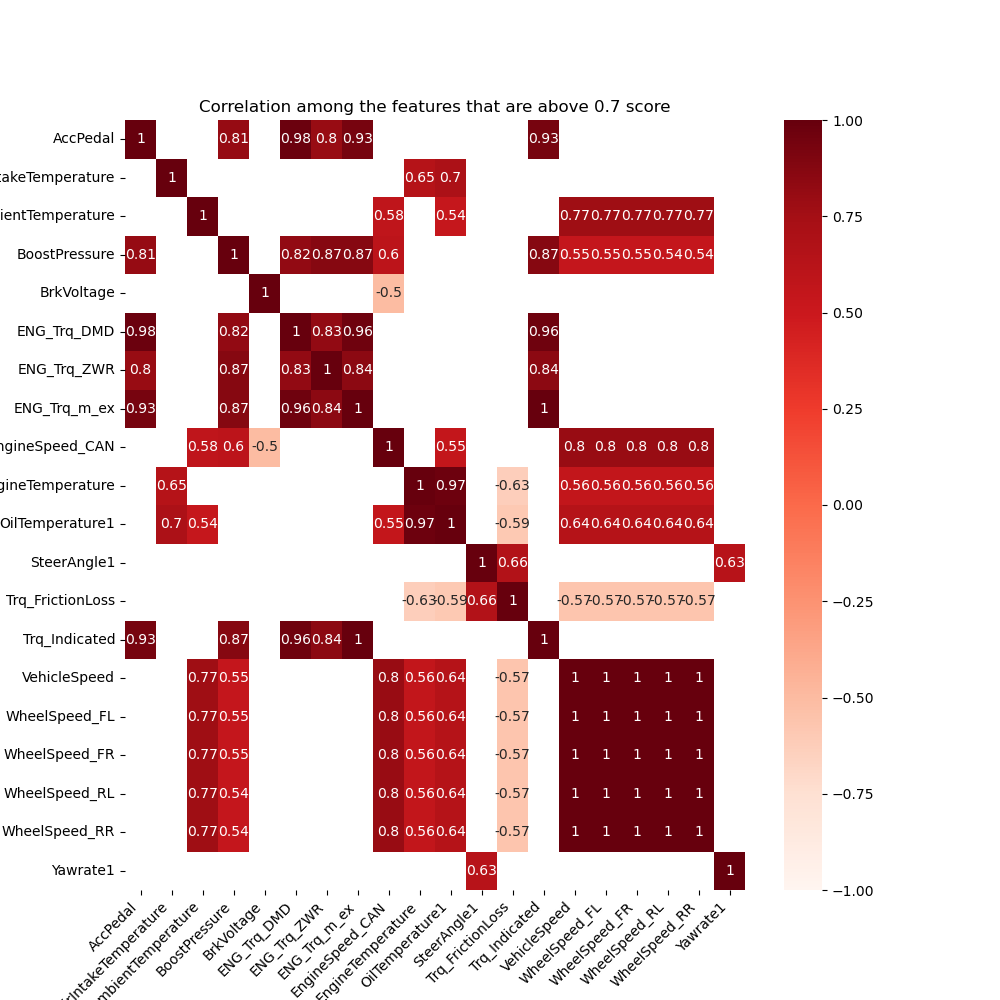 Correlation among the features that are above 0.7 score
AccPedal 1 0.81 0.98 0.8 0.93 0.93
takeTemperature 1 0.65 0.7
ientTemperature 1 0.58 0.54 0.77 0.77 0.77 0.77 0.77
BoostPressure 0.81 1 0.82 0.87 0.87 0.6 0.87 0.55 0.55 0.55 0.54 0.54
BrkVoltage 1 -0.5
ENG_Trq_DMD 0.98 0.82 1 0.83 0.96 0.96
ENG_Trq_ZWR 0.8 0.87 0.83 1 0.84 0.84
ENG_Trq_m_ex 0.93 0.87 0.96 0.84 1 1
ngineSpeed_CAN 0.58 0.6 -0.5 1 0.55 0.8 0.8 0.8 0.8 0.8
gineTemperature 0.65 1 0.97 -0.63 0.56 0.56 0.56 0.56 0.56
OilTemperature1 0.7 0.54 0.55 0.97 1 -0.59 0.64 0.64 0.64 0.64 0.64
SteerAngle1 1 0.66 0.63
Trq_FrictionLoss -0.63 -0.59 0.66 1 -0.57 -0.57 -0.57 -0.57 -0.57
Trq_Indicated 0.93 0.87 0.96 0.84 1 1
VehicleSpeed 0.77 0.55 0.8 0.56 0.64 -0.57 1 1 1 1 1
WheelSpeed_FL 0.77 0.55 0.8 0.56 0.64 -0.57 1 1 1 1 1
WheelSpeed_FR 0.77 0.55 0.8 0.56 0.64 -0.57 1 1 1 1 1
WheelSpeed_RL 0.77 0.54 0.8 0.56 0.64 -0.57 1 1 1 1 1
WheelSpeed_RR 0.77 0.54 0.8 0.56 0.64 -0.57 1 1 1 1 1
Yawrate1 0.63 1
AccPedal
rIntakeTemperature
mbientTemperature
BoostPressure
BrkVoltage
ENG_Trq_DMD
ENG_Trq_ZWR
ENG_Trq_m_ex
EngineSpeed_CAN
EngineTemperature
OilTemperature1
SteerAngle1
Trq_FrictionLoss
Trq_Indicated
VehicleSpeed
WheelSpeed_FL
WheelSpeed_FR
WheelSpeed_RL
WheelSpeed_RR
Yawrate1
1.00
0.75
0.50
0.25
0.00
−0.25
−0.50
−0.75
−1.00